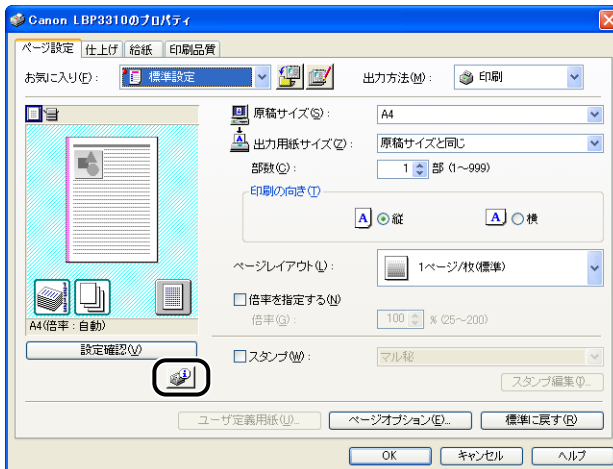 Canon LBP3310のプロパティ
ページ設定 仕上げ 給紙 印刷品質
お気に入り(F): 標準設定 出力方法(M): 印刷
原稿サイズ(S): A4
出力用紙サイズ(Z): 原稿サイズと同じ
部数(C): 1 部 (1~999)
印刷の向き(T)
A 縦 A 横
ページレイアウト(L): 1ページ/枚(標準)
倍率を指定する(N)
倍率(G): 100 % (25~200)
A4(倍率:自動)
設定確認(V)
スタンプ(W): マル秘
スタンプ編集(I)...
ユーザ定義用紙(U)... ページオプション(E)... 標準に戻す(R)
OK キャンセル ヘルプ